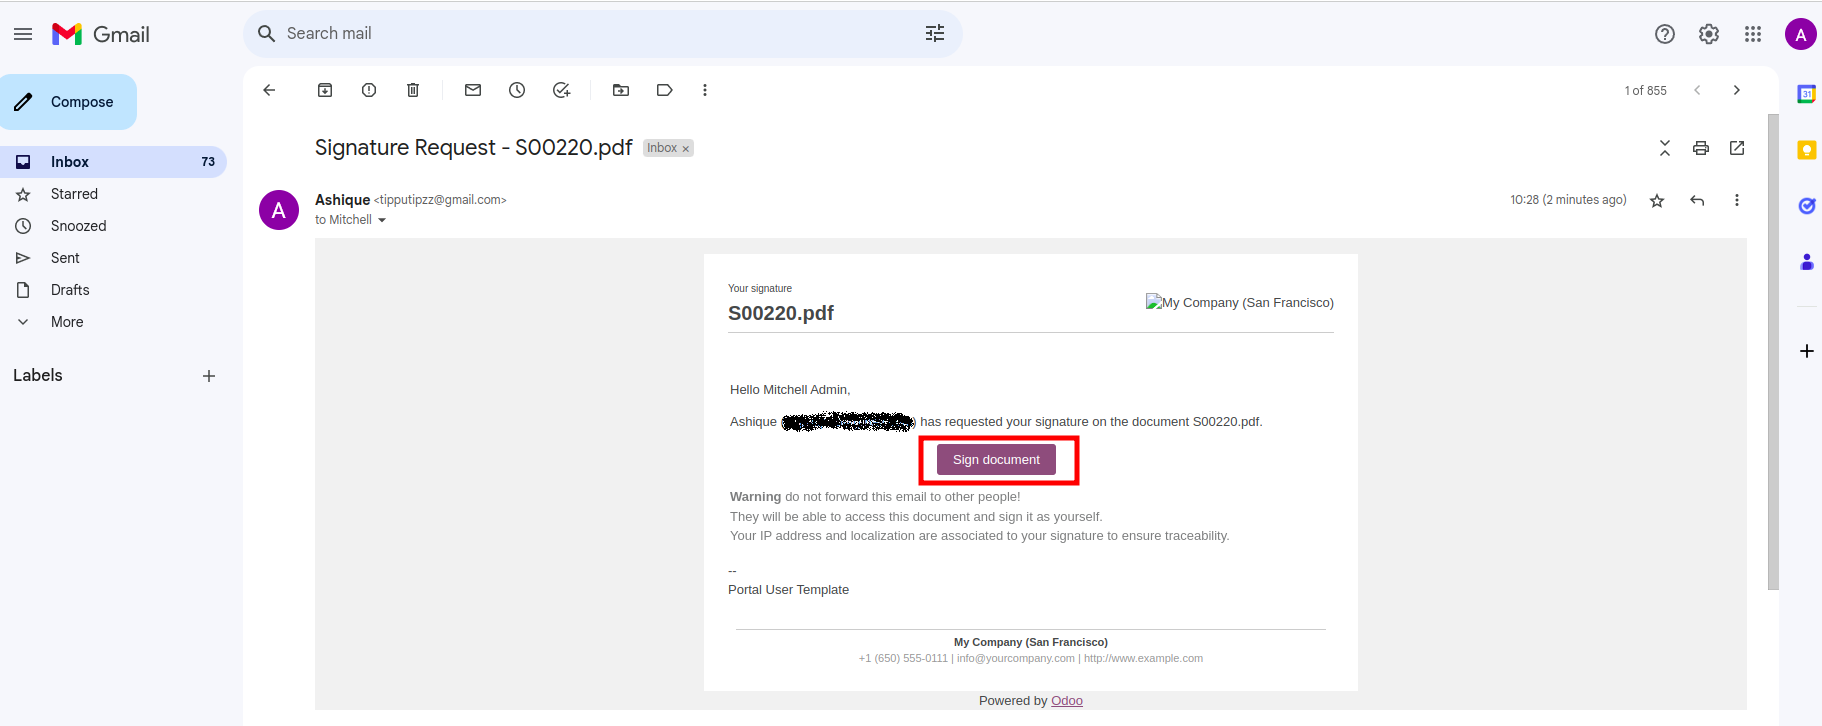 Gmail
Search mail
A
Compose
1 of 855
31
Inbox 73
Signature Request - S00220.pdf Inbox x
Starred
A
Ashique <tipputipzz@gmail.com>
10:28 (2 minutes ago)
to Mitchell
Snoozed
Sent
Drafts
More
Labels
Your signature
S00220.pdf
My Company (San Francisco)
Hello Mitchell Admin,
Ashique ) has requested your signature on the document S00220.pdf.
Sign document
Warning do not forward this email to other people!
They will be able to access this document and sign it as yourself.
Your IP address and localization are associated to your signature to ensure traceability.
--
Portal User Template
My Company (San Francisco)
+1 (650) 555-0111 | info@yourcompany.com | http://www.example.com
Powered by Odoo